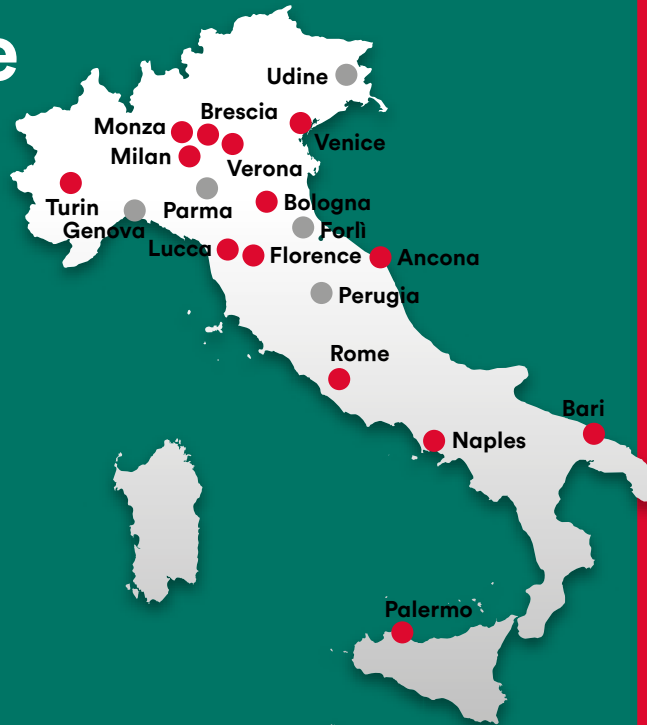 e
Udine
Brescia
Monza
Venice
Milan
Verona
Turin
Parma
Bologna
Genova
Forlì
Lucca
Florence
Ancona
Perugia
Rome
Bari
Naples
Palermo